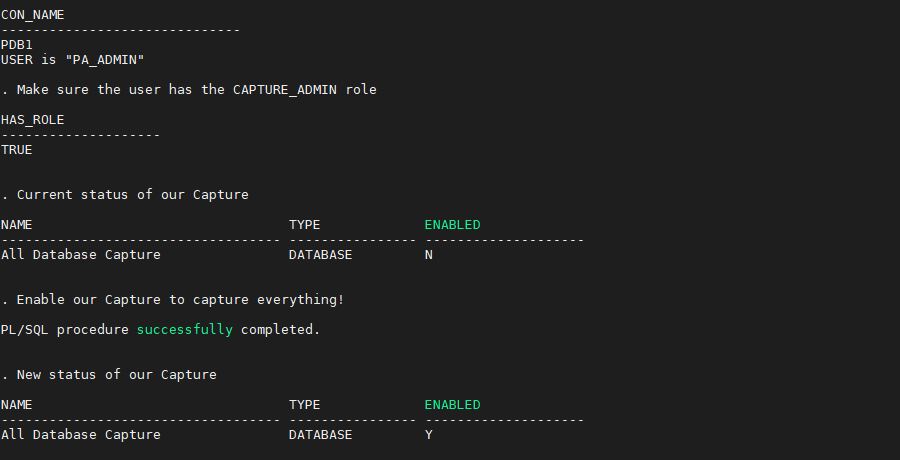 CON_NAME
------------------------------
PDB1
USER is "PA_ADMIN"
. Make sure the user has the CAPTURE_ADMIN role
HAS_ROLE
--------------------
TRUE
. Current status of our Capture
NAME                                TYPE             ENABLED
----------------------------------- ---------------- --------------------
All Database Capture                DATABASE         N
. Enable our Capture to capture everything!
PL/SQL procedure successfully completed.
. New status of our Capture
NAME                                TYPE             ENABLED
----------------------------------- ---------------- --------------------
All Database Capture                DATABASE         Y